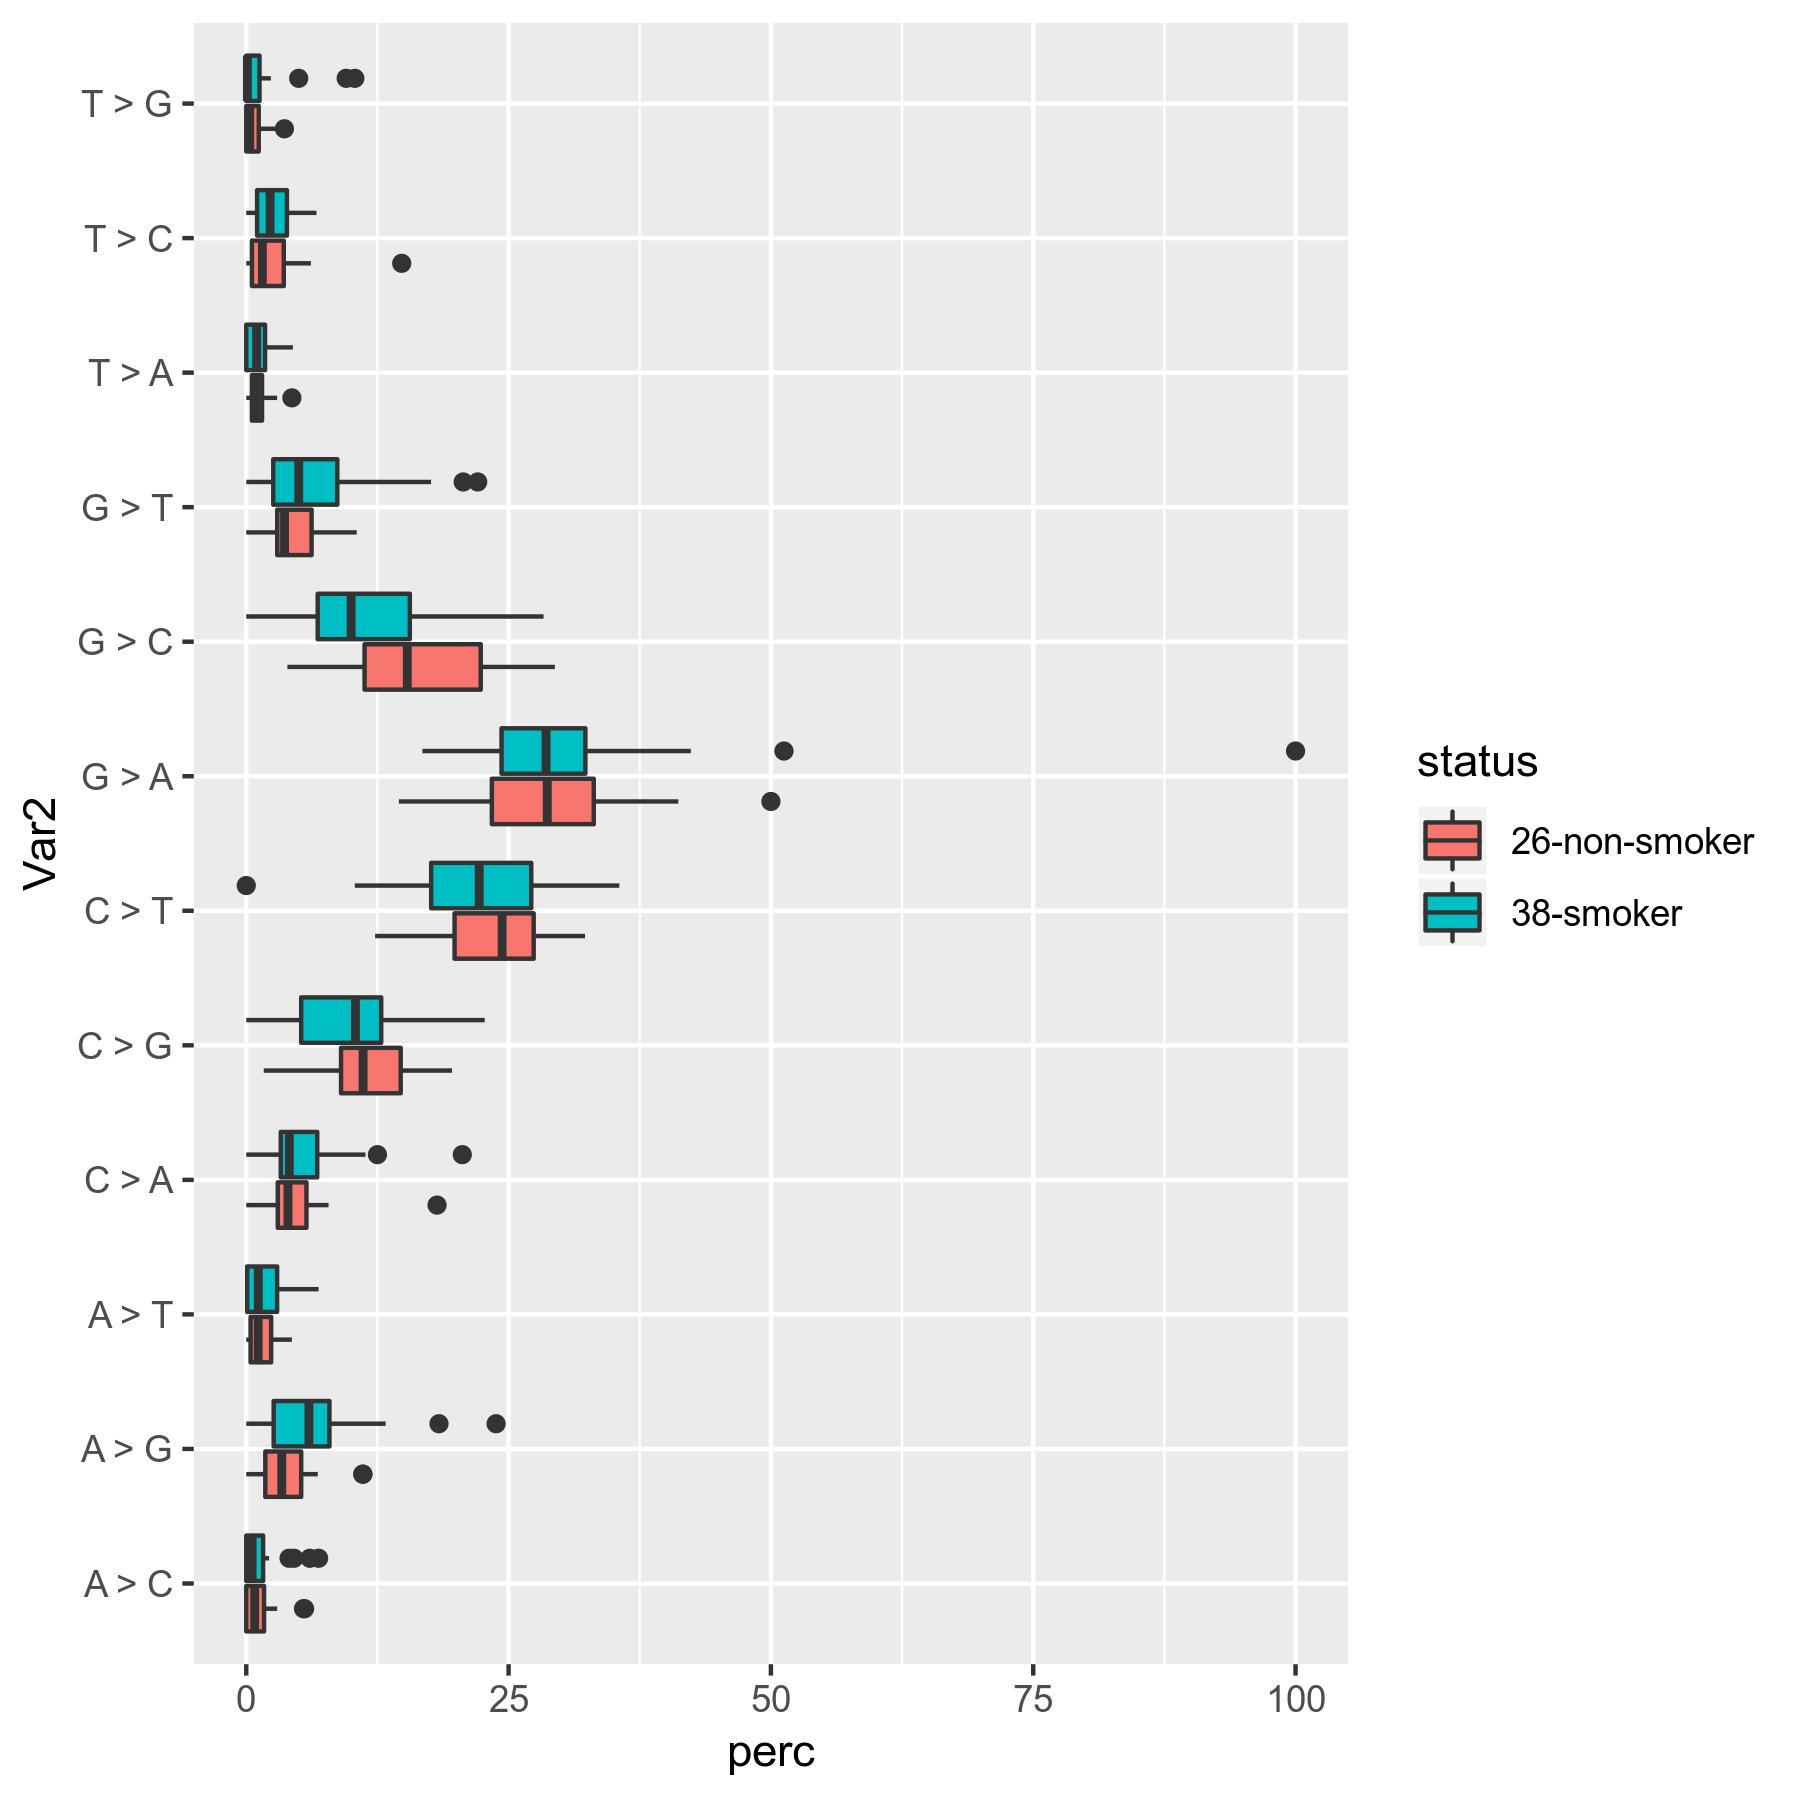 T > G
T > C
T > A
G > T
G > C
G > A
C > T
C > G
C > A
A > T
A > G
A > C
Var2
0 25 50 75 100
perc
status
26-non-smoker
38-smoker